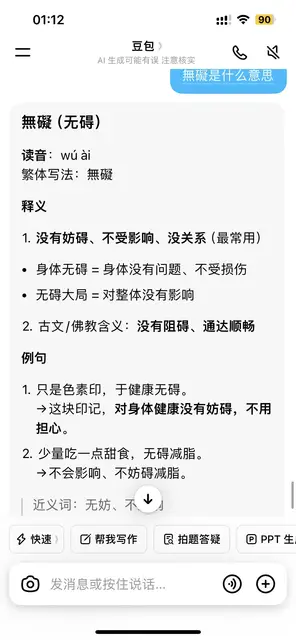 01:12
90
豆包
AI 生成可能有误 注意核实
無礙是什么意思
無礙（无碍）
读音：wú ài
繁体写法：無礙
释义
1. 没有妨碍、不受影响、没关系（最常用）
• 身体无碍 = 身体没有问题、不受损伤
• 无碍大局 = 对整体没有影响
2. 古文/佛教含义：没有阻碍、通达顺畅
例句
1. 只是色素印，于健康无碍。
→这块印记，对身体健康没有妨碍，不用
担心。
2. 少量吃一点甜食，无碍减脂。
→不会影响、不妨碍减脂。
近义词：无妨、不
快速
帮我写作
拍题答疑
PPT 生
发消息或按住说话...